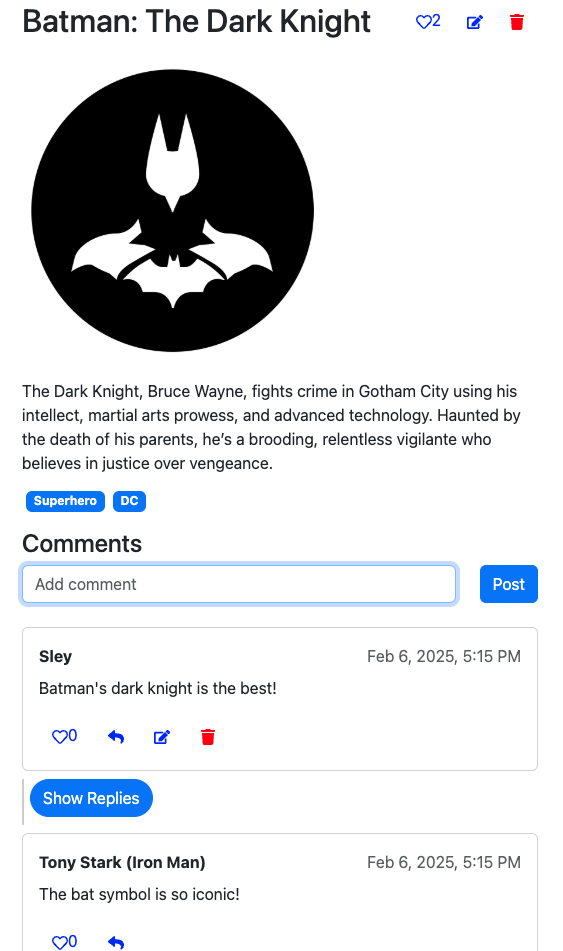 Batman: The Dark Knight 2
The Dark Knight, Bruce Wayne, fights crime in Gotham City using his
intellect, martial arts prowess, and advanced technology. Haunted by
the death of his parents, he’s a brooding, relentless vigilante who
believes in justice over vengeance.
Superhero DC
Comments
Add comment Post
Sley Feb 6, 2025, 5:15 PM
Batman's dark knight is the best!
0
Show Replies
Tony Stark (Iron Man) Feb 6, 2025, 5:15 PM
The bat symbol is so iconic!
0